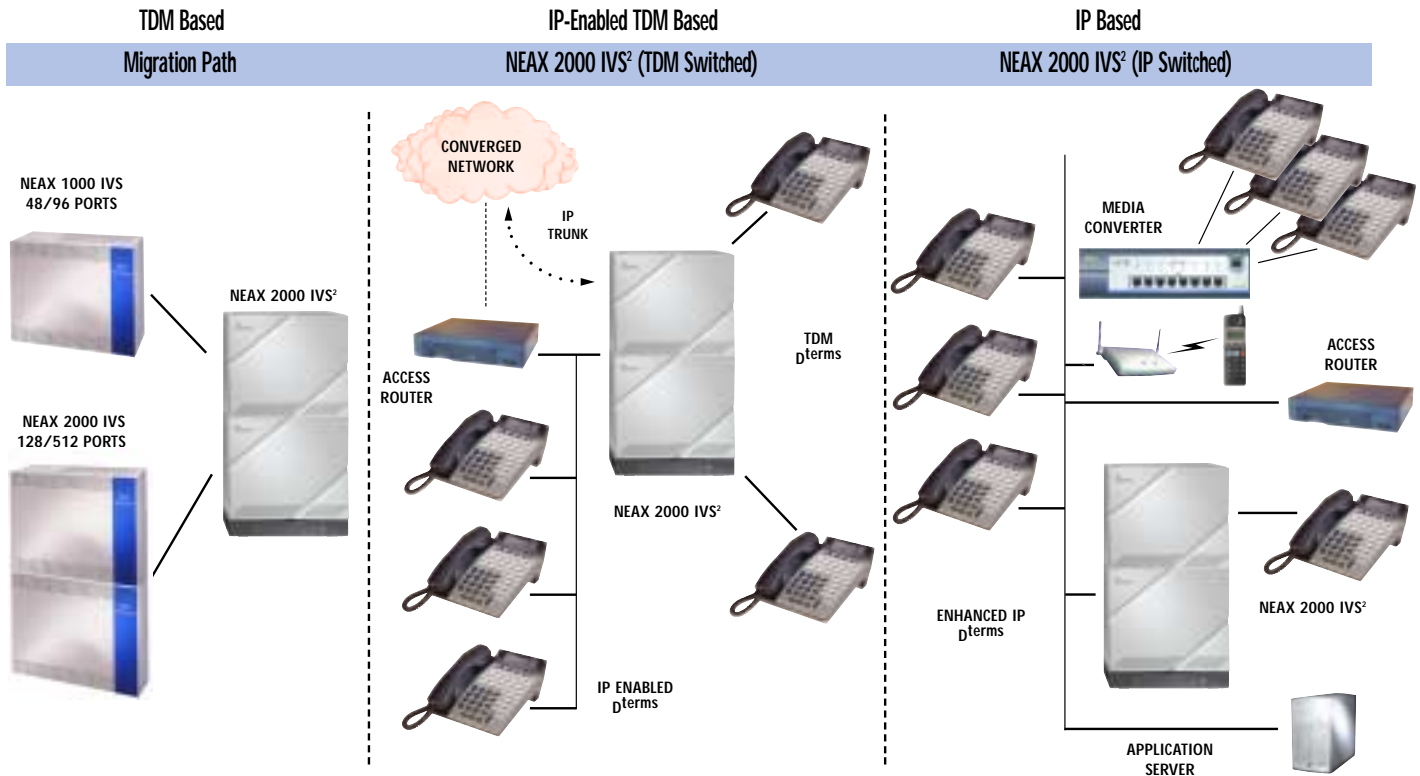 TDM Based
Migration Path
NEAX 1000 IVS
48/96 PORTS
NEAX 2000 IVS²
NEAX 2000 IVS
128/512 PORTS
IP-Enabled TDM Based
NEAX 2000 IVS² (TDM Switched)
CONVERGED
NETWORK
IP
TRUNK
ACCESS
ROUTER
TDM
Dterms
NEAX 2000 IVS²
IP ENABLED
Dterms
IP Based
NEAX 2000 IVS² (IP Switched)
MEDIA
CONVERTER
ACCESS
ROUTER
ENHANCED IP
Dterms
NEAX 2000 IVS²
APPLICATION
SERVER